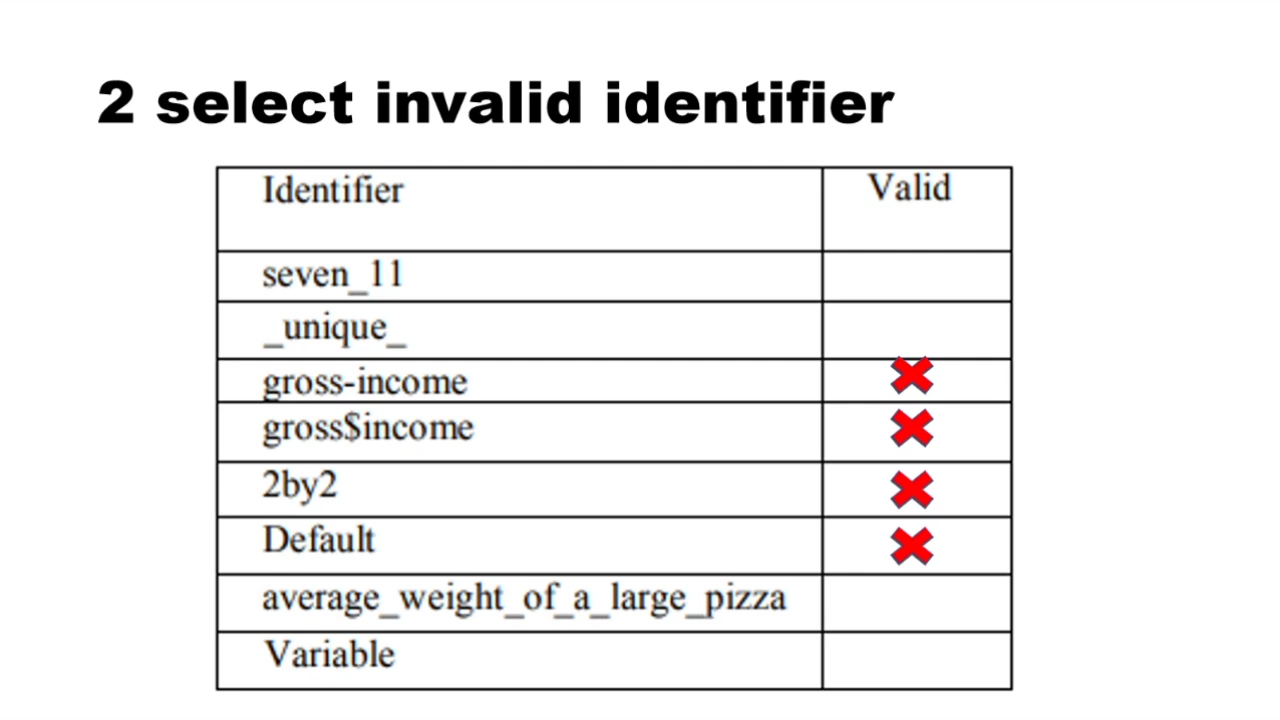 2 select invalid identifier
Identifier Valid
seven_11
_unique_
gross-income
gross$income
2by2
Default
average_weight_of_a_large_pizza
Variable